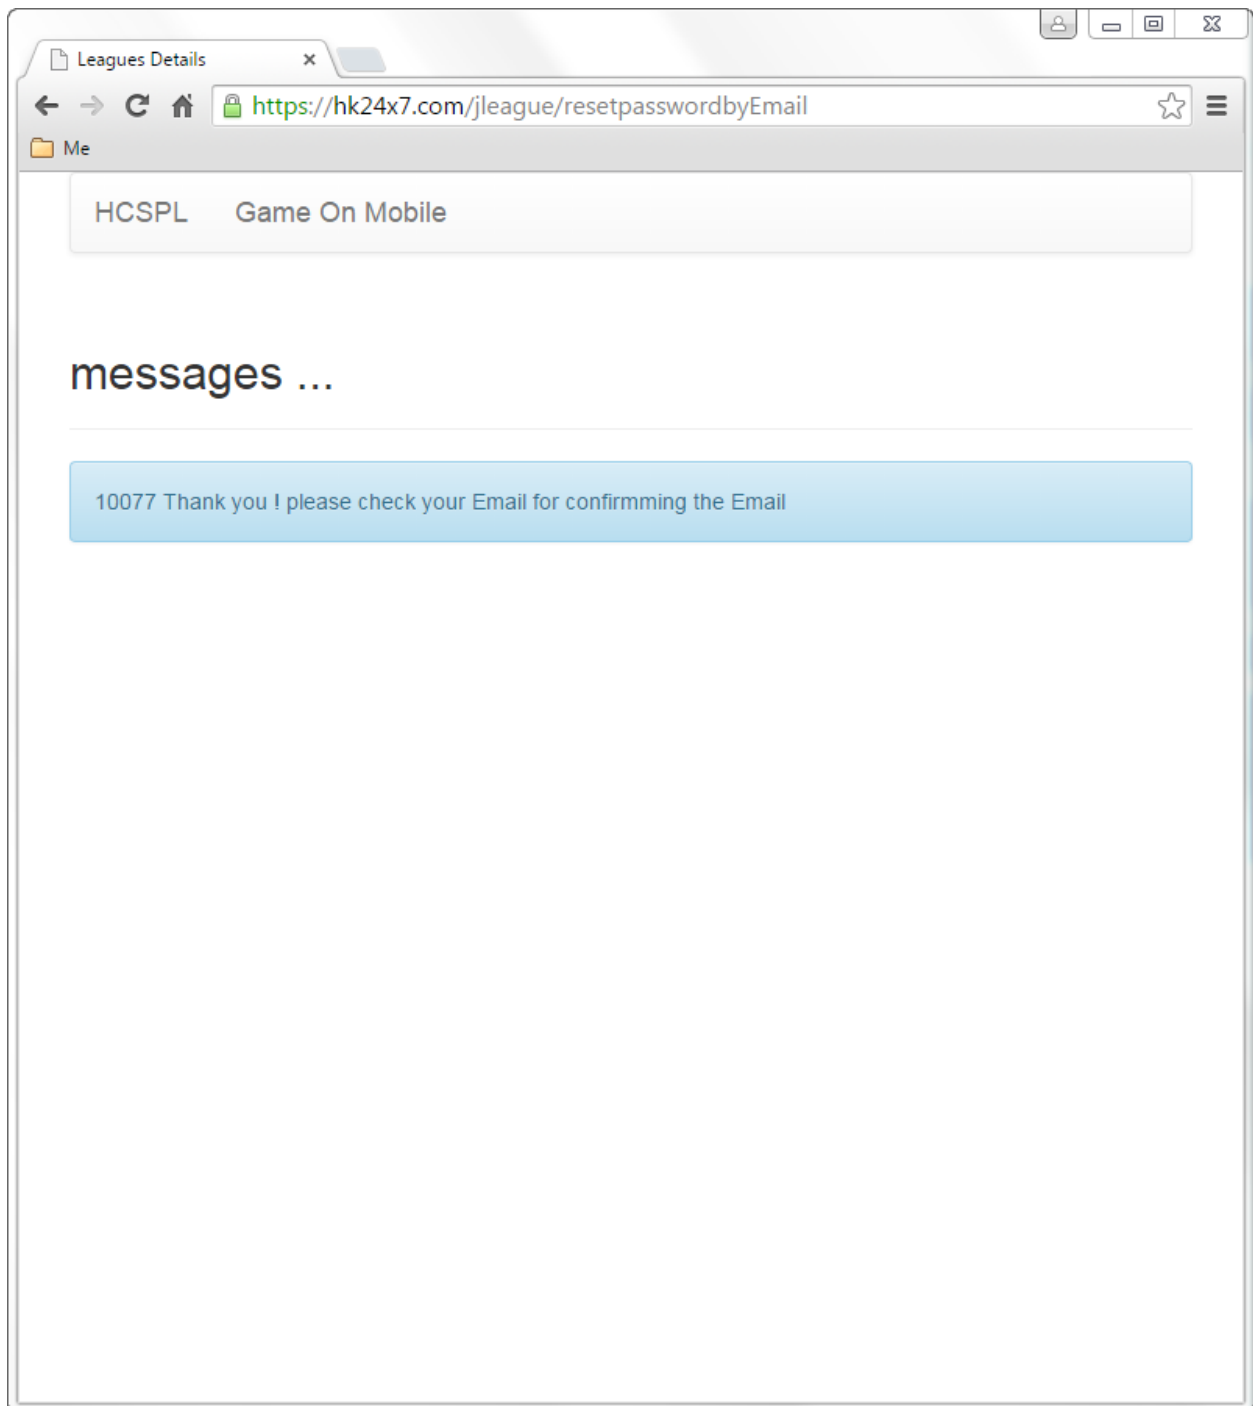 Leagues Details
https://hk24x7.com/jleague/resetpasswordbyEmail
Me
HCSPL Game On Mobile
messages ...
10077 Thank you ! please check your Email for confirmming the Email